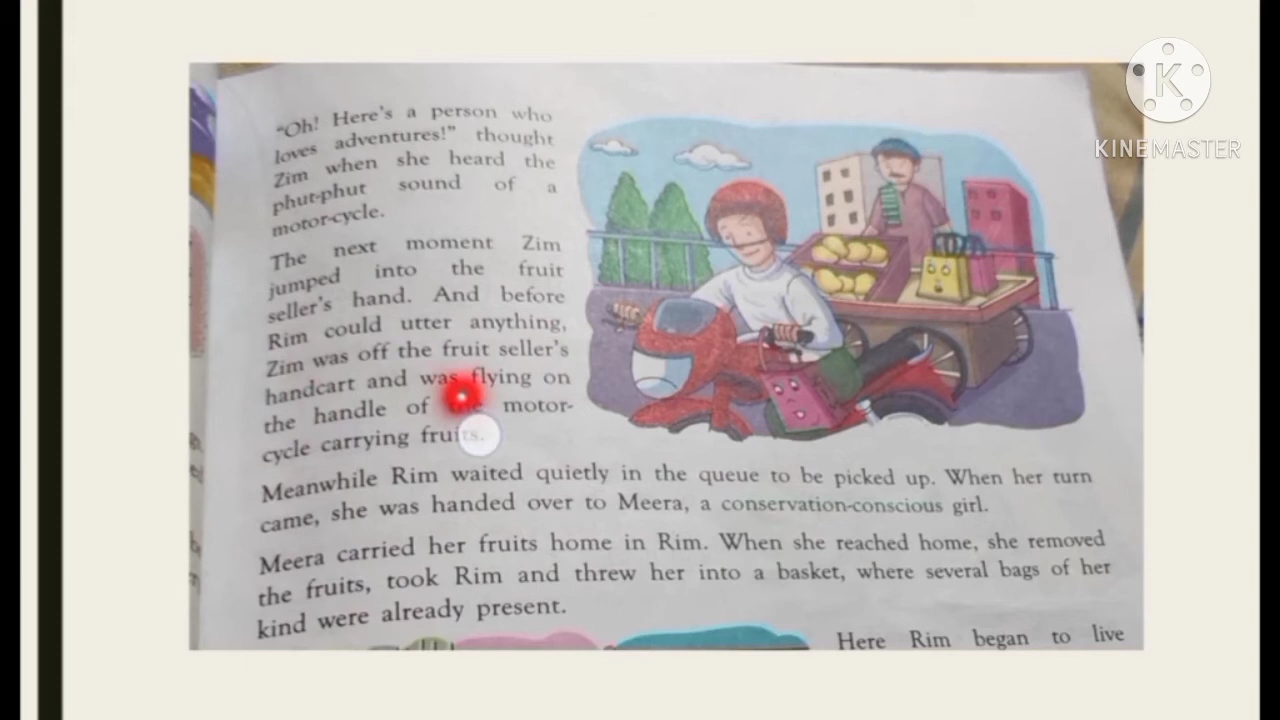 "Oh! Here's a person who
loves adventures!" thought
Zim when she heard the
phut-phut sound of a
motor-cycle.
The next moment Zim
jumped into the fruit
seller's hand. And before
Rim could utter anything,
Zim was off the fruit seller's
handcart and was flying on
the handle of the motor-
cycle carrying fruits.
Meanwhile Rim waited quietly in the queue to be picked up. When her turn
came, she was handed over to Meera, a conservation-conscious girl.
Meera carried her fruits home in Rim. When she reached home, she removed
the fruits, took Rim and threw her into a basket, where several bags of her
kind were already present.
Here Rim began to live
K
KINEMASTER